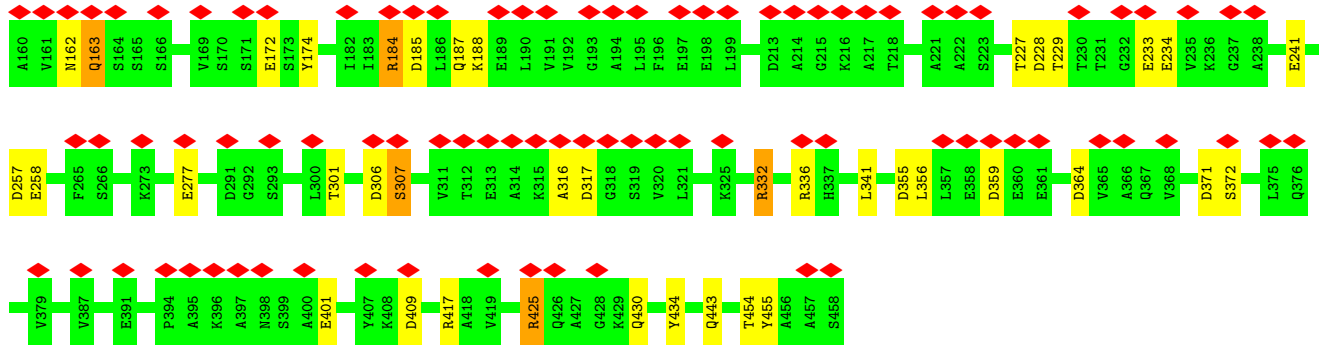 A160 V161 N162 Q163 S164 S165 S166 V169 S170 S171 E172 S173 Y174 I182 I183 R184 D185 L186 Q187 K188 E189 L190 V191 V192 G193 A194 L195 F196 E197 E198 L199 D213 A214 G215 K216 A217 T218 A221 A222 S223 T227 D228 T229 T230 T231 G232 E233 E234 V235 K236 G237 A238 E241
D257 E258 F265 S266 K273 E277 D291 G292 S293 L300 T301 D306 S307 V311 T312 E313 A314 K315 A316 D317 G318 S319 V320 L321 K325 R332 R336 H337 L341 D355 L356 L357 E358 D359 E360 E361 D364 V365 A366 Q367 V368 D371 S372 L375 Q376
V379 V387 E391 P394 A395 K396 A397 N398 S399 A400 E401 Y407 K408 D409 R417 A418 V419 R425 Q426 A427 G428 K429 Q430 Y434 Q443 T454 Y455 A456 A457 S458